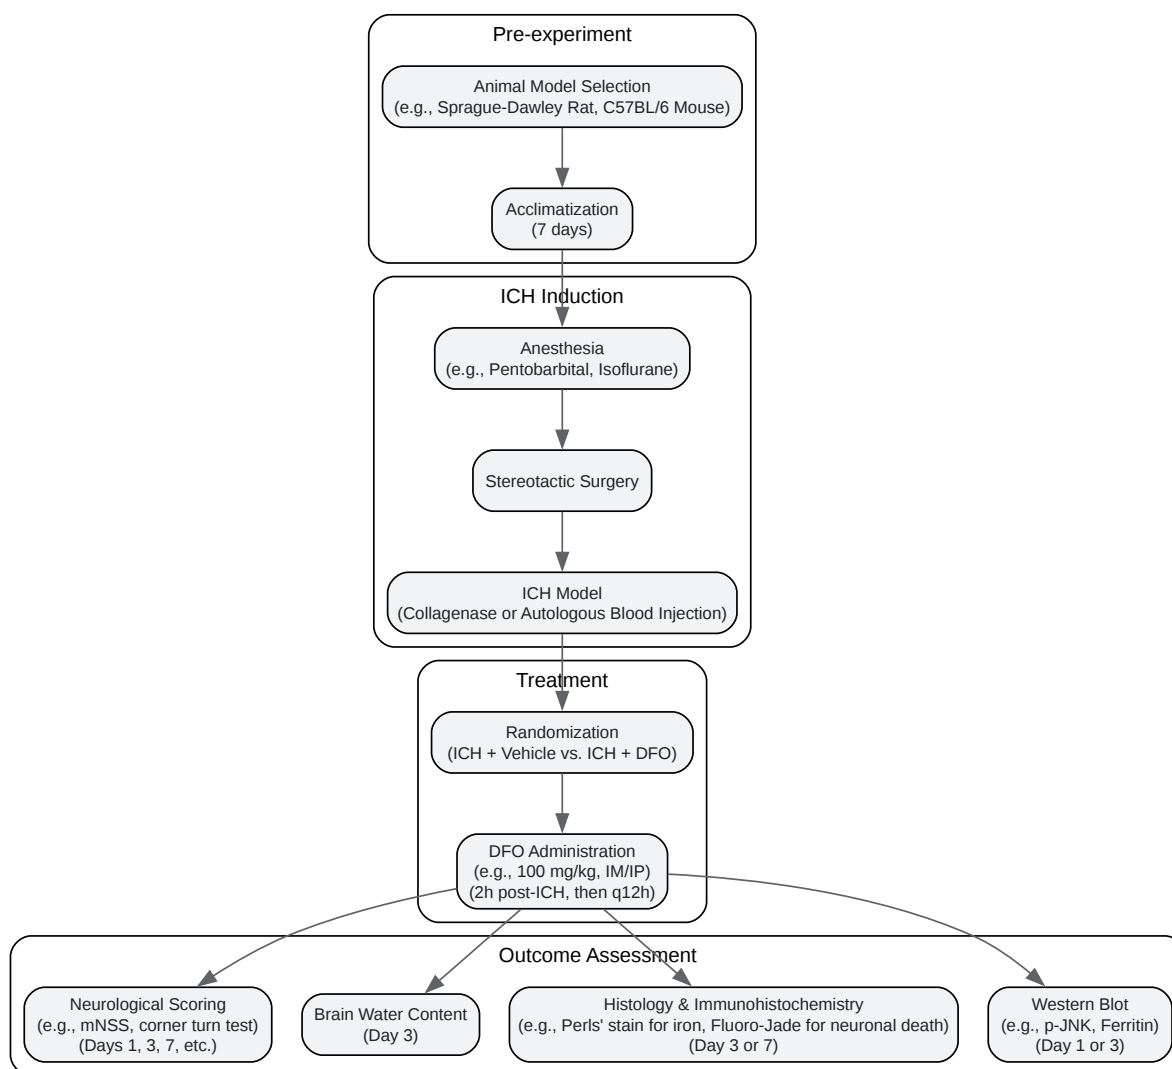 Pre-experiment
Animal Model Selection
(e.g., Sprague-Dawley Rat, C57BL/6 Mouse)
Acclimatization
(7 days)
ICH Induction
Anesthesia
(e.g., Pentobarbital, Isoflurane)
Stereotactic Surgery
ICH Model
(Collagenase or Autologous Blood Injection)
Treatment
Randomization
(ICH + Vehicle vs. ICH + DFO)
DFO Administration
(e.g., 100 mg/kg, IM/IP)
(2h post-ICH, then q12h)
Outcome Assessment
Neurological Scoring
(e.g., mNSS, corner turn test)
(Days 1, 3, 7, etc.)
Brain Water Content
(Day 3)
Histology & Immunohistochemistry
(e.g., Perls' stain for iron, Fluoro-Jade for neuronal death)
(Day 3 or 7)
Western Blot
(e.g., p-JNK, Ferritin)
(Day 1 or 3)